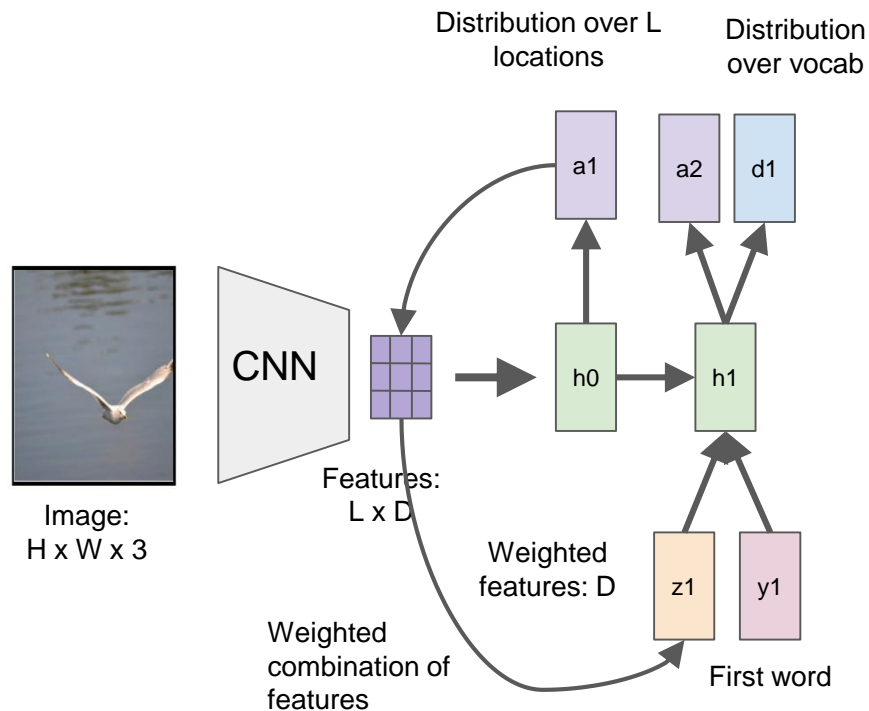 Distribution over L
locations
Distribution
over vocab
a1
a2
d1
CNN
h0
h1
Features:
L x D
Image:
H x W x 3
Weighted
features: D
z1
y1
Weighted
combination of
features
First word